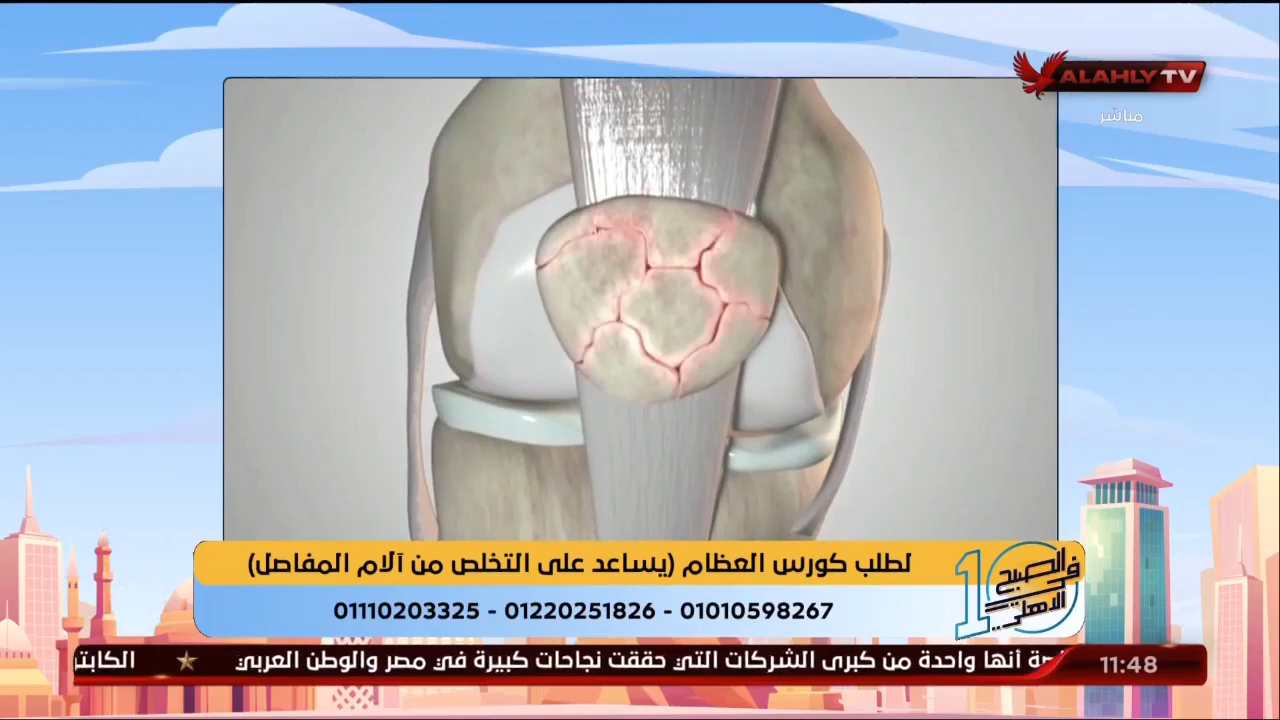 ALAHLY TV
مباشر
لطلب كورس العظام (يساعد على التخلص من آلام المفاصل)
01110203325 - 01220251826 - 01010598267
10 الصبح في الأهلي
صة أنها واحدة من كبرى الشركات التي حققت نجاحات كبيرة في مصر والوطن العربي ★ الكابتن
11:48